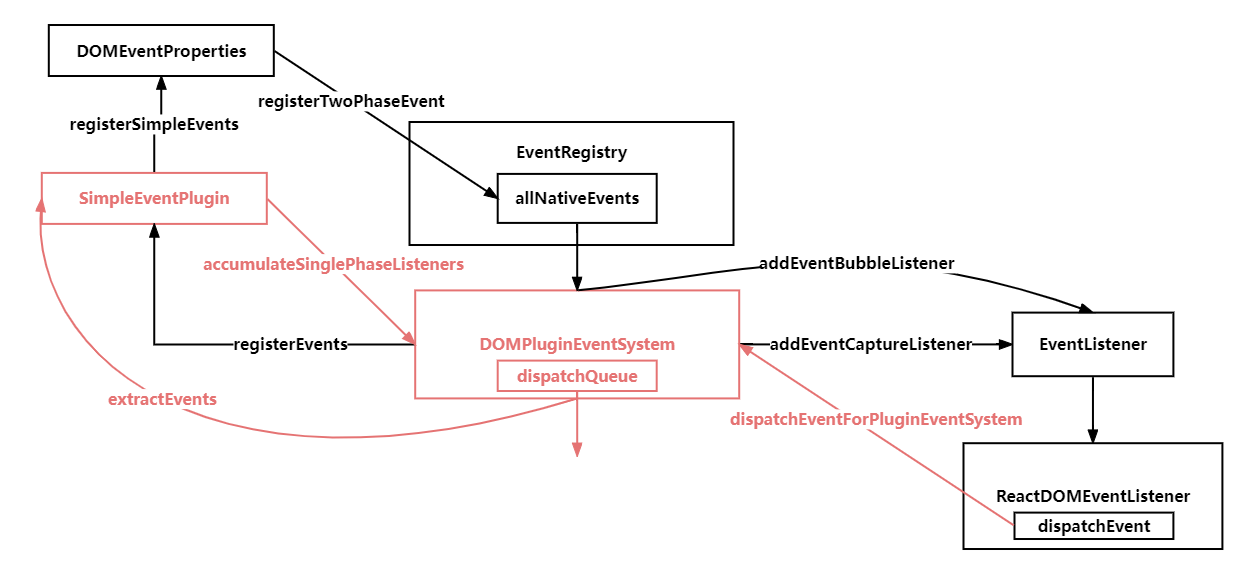 DOMEventProperties
registerTwoPhaseEvent
registerSimpleEvents
EventRegistry
SimpleEventPlugin
allNativeEvents
accumulateSinglePhaseListeners
addEventBubbleListener
registerEvents
DOMPluginEventSystem
addEventCaptureListener
EventListener
dispatchQueue
extractEvents
dispatchEventForPluginEventSystem
ReactDOMEventListener
dispatchEvent